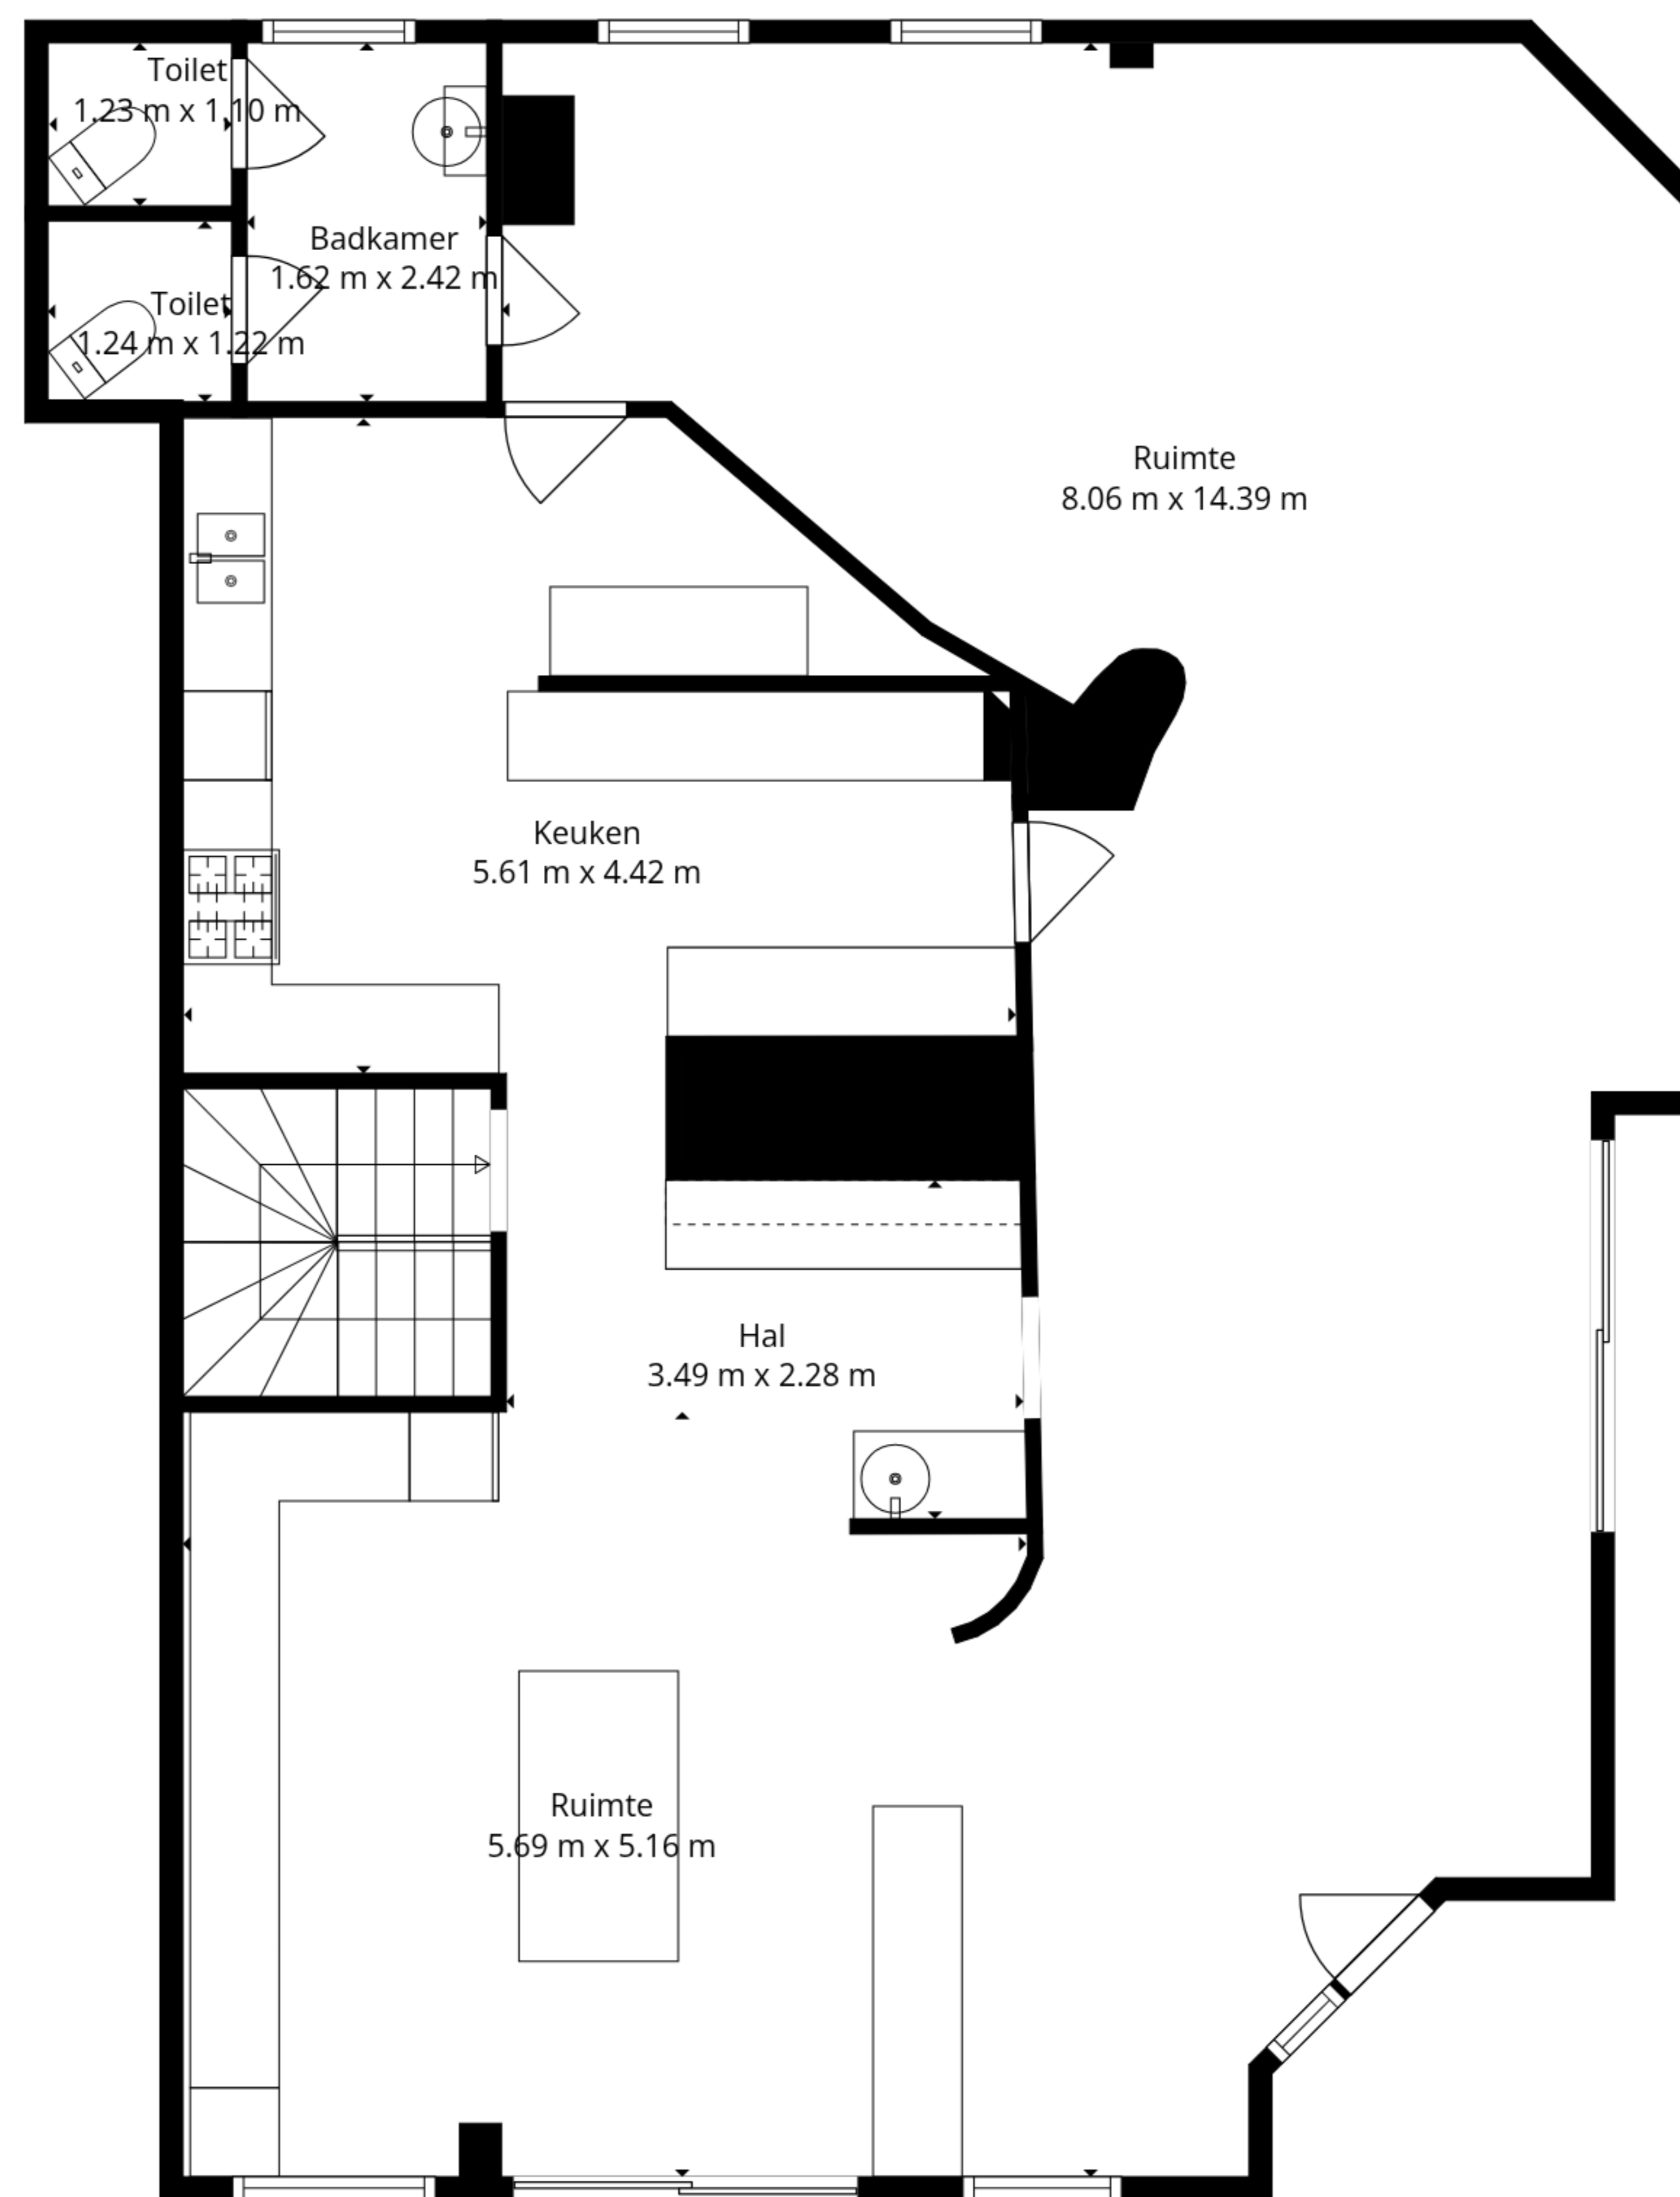 Toilet
1.23 m x 1.10 m
Badkamer
1.62 m x 2.42 m
Toilet
1.24 m x 1.22 m
Ruimte
8.06 m x 14.39 m
Keuken
5.61 m x 4.42 m
Hal
3.49 m x 2.28 m
Ruimte
5.69 m x 5.16 m